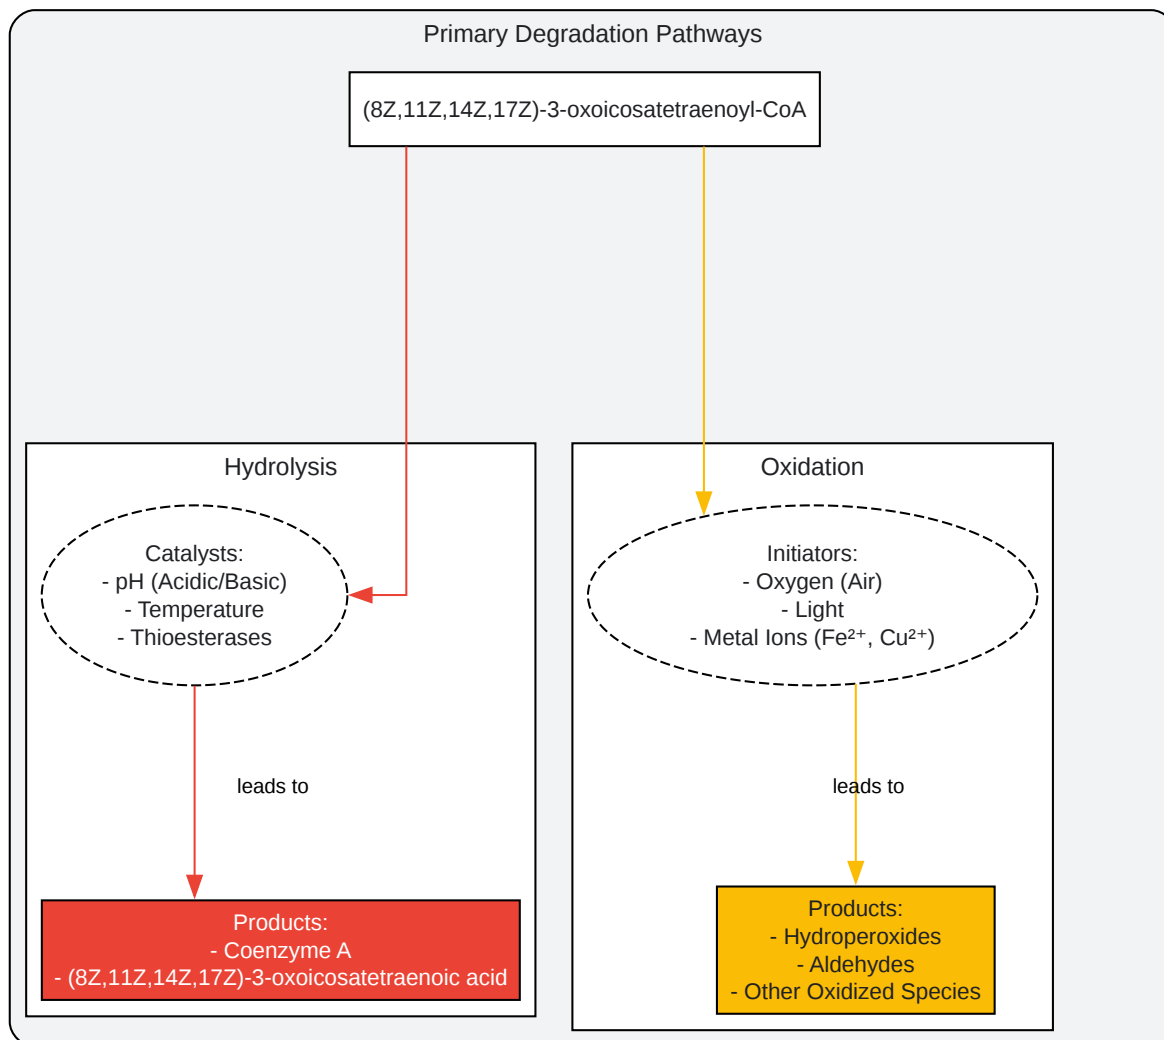 Primary Degradation Pathways
(8Z,11Z,14Z,17Z)-3-oxoicosatetraenoyl-CoA
Hydrolysis
Catalysts:
- pH (Acidic/Basic)
- Temperature
- Thioesterases
leads to
Products:
- Coenzyme A
- (8Z,11Z,14Z,17Z)-3-oxoicosatetraenoic acid
Oxidation
Initiators:
- Oxygen (Air)
- Light
- Metal Ions (Fe²⁺, Cu²⁺)
leads to
Products:
- Hydroperoxides
- Aldehydes
- Other Oxidized Species